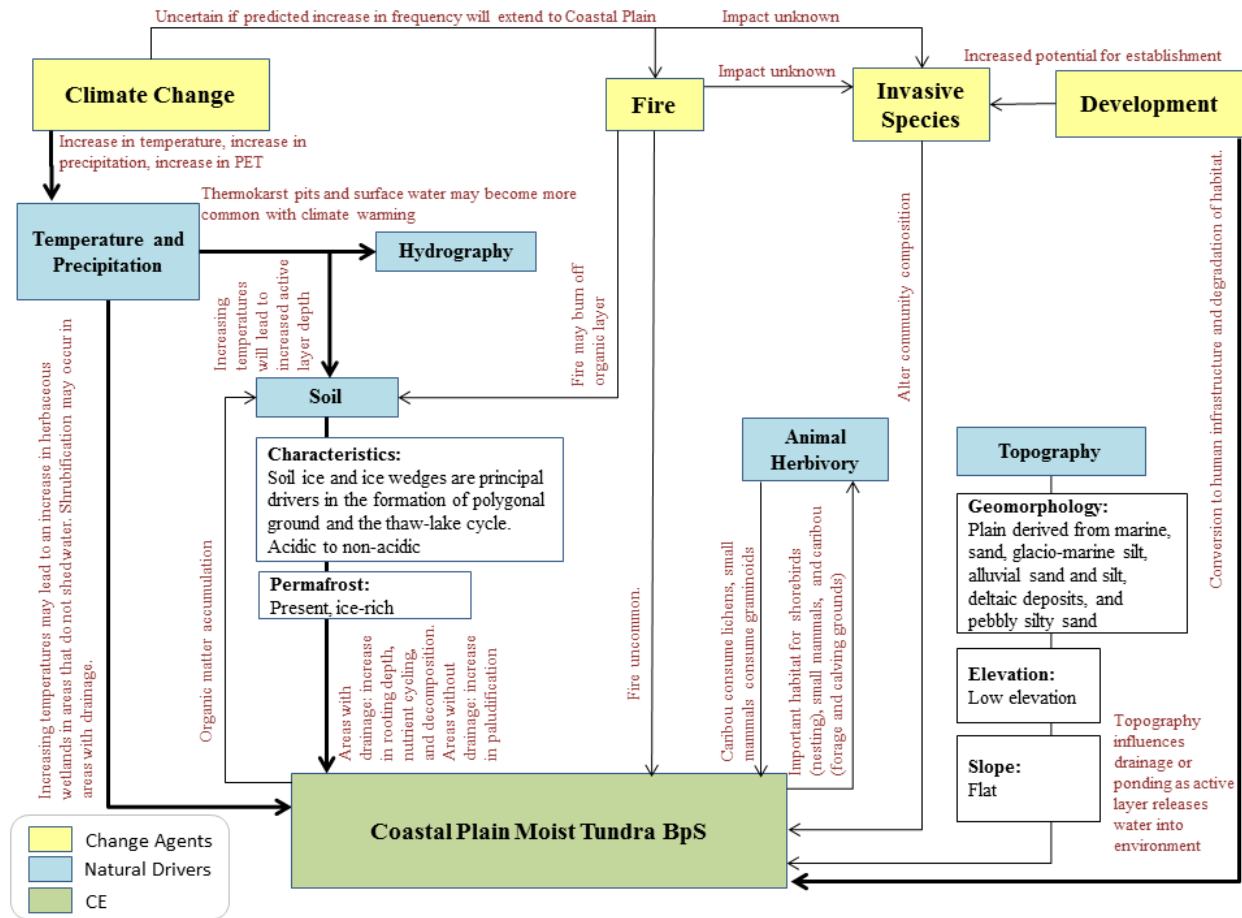 Uncertain if predicted increase in frequency will extend to Coastal Plain
Impact unknown
Climate Change
Fire
Impact unknown
Invasive
Species
Increased potential for establishment
Development
Increase in temperature, increase in
precipitation, increase in PET
Thermokarst pits and surface water may become more
common with climate warming
Temperature and
Precipitation
Hydrography
Increasing
temperatures
will lead to
increased active
layer depth
Fire may burn off
organic layer
Alter community composition
Conversion to human infrastructure and degradation of habitat.
Soil
Characteristics:
Soil ice and ice wedges are principal
drivers in the formation of polygonal
ground and the thaw-lake cycle.
Acidic to non-acidic
Permafrost:
Present, ice-rich
Animal
Herbivory
Topography
Geomorphology:
Plain derived from marine,
sand, glacio-marine silt,
alluvial sand and silt,
deltaic deposits, and
pebbly silty sand
Elevation:
Low elevation
Slope:
Flat
Topography
influences
drainage or
ponding as active
layer releases
water into
environment
Increasing temperatures may lead to an increase in herbaceous
wetlands in areas that do not shed water. Shrubification may occur in
areas with drainage.
Organic matter accumulation
Areas with
drainage: increase
in rooting depth,
nutrient cycling,
and decomposition.
Areas without
drainage: increase
in paludification
Fire uncommon.
Caribou consume lichens, small
mammals consume graminoids
Important habitat for shorebirds
(nesting), small mammals, and caribou
(forage and calving grounds)
Coastal Plain Moist Tundra BpS
Change Agents
Natural Drivers
CE